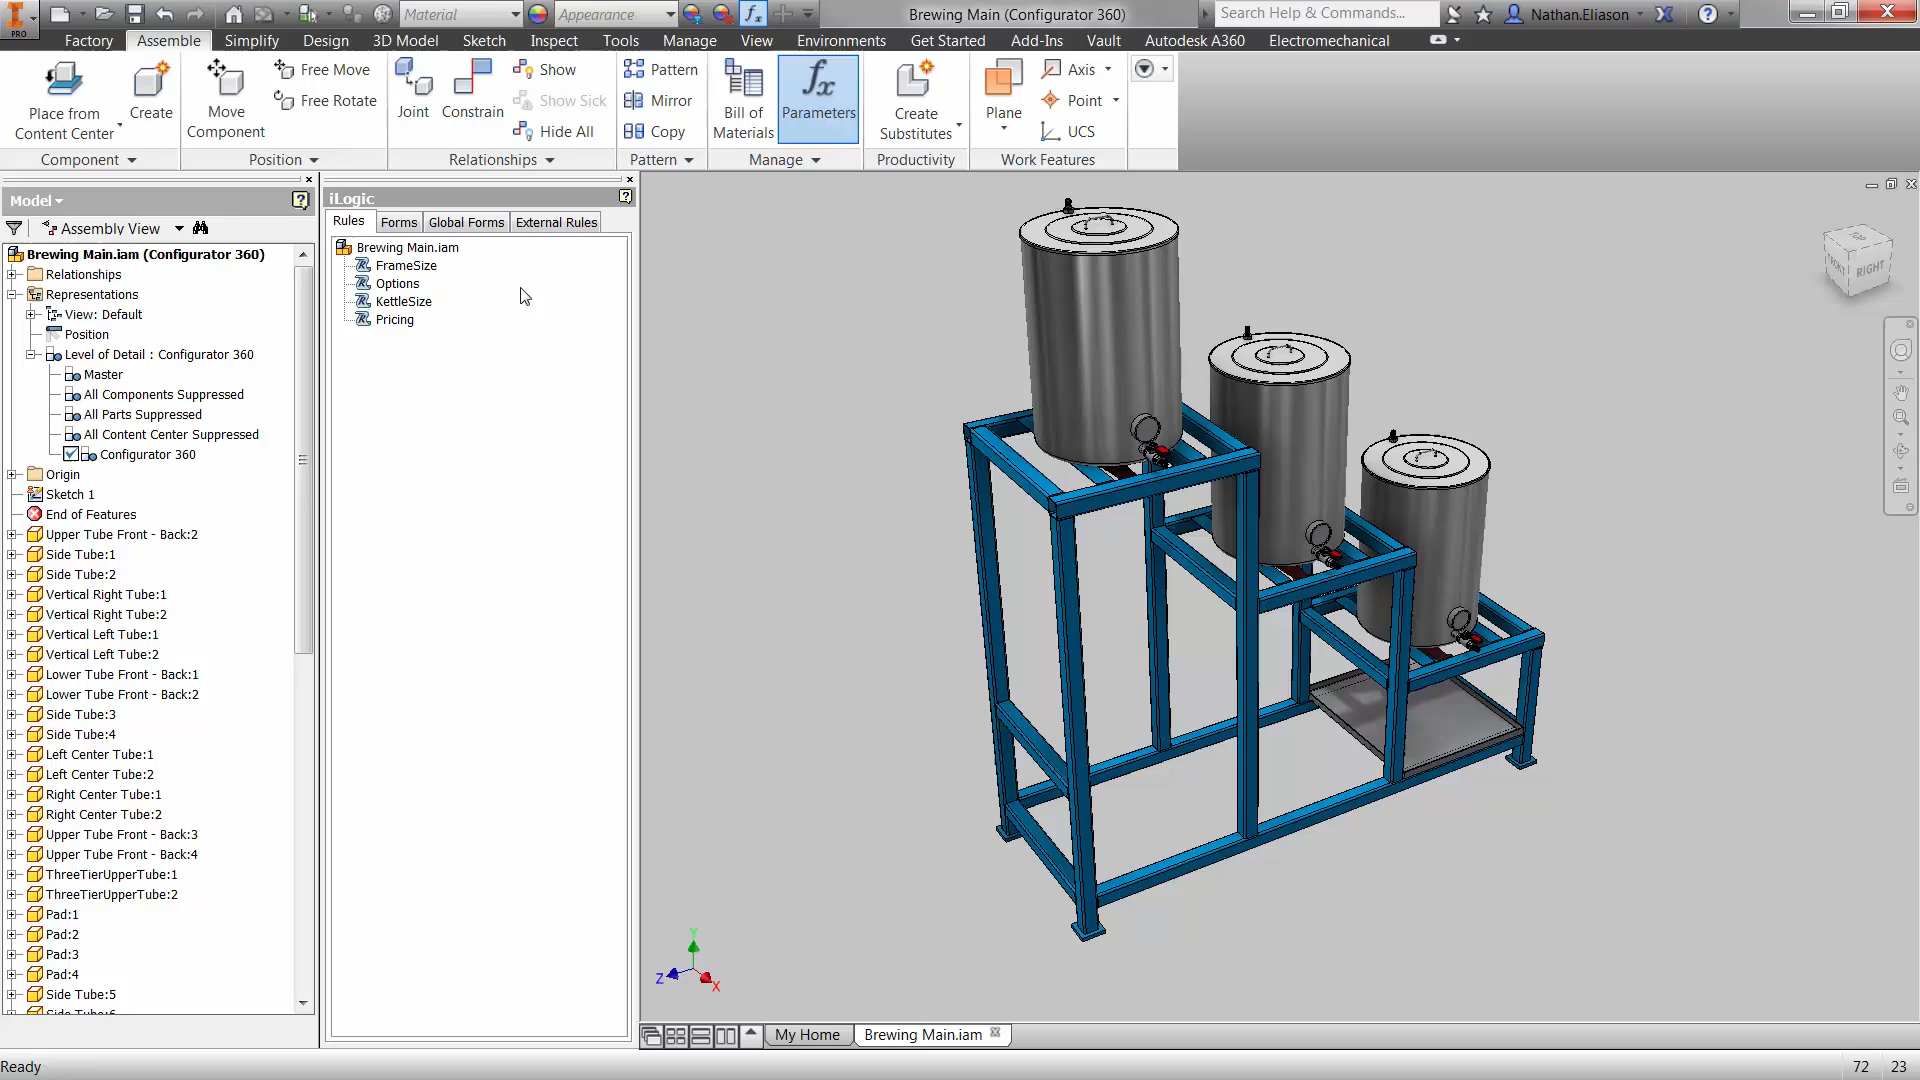 Material
Appearance
Brewing Main (Configurator 360)
Search Help & Commands...
Nathan.Eliason
PRO
Factory
Assemble
Simplify
Design
3D Model
Sketch
Inspect
Tools
Manage
View
Environments
Get Started
Add-Ins
Vault
Autodesk A360
Electromechanical
Place from
Content Center
Create
Move
Component
Free Move
Free Rotate
Joint
Constrain
Show
Show Sick
Hide All
Pattern
Mirror
Copy
Bill of
Materials
fx
Parameters
Create
Substitutes
Plane
Axis
Point
UCS
Component
Position
Relationships
Pattern
Manage
Productivity
Work Features
Model
Assembly View
Brewing Main.iam (Configurator 360)
Relationships
Representations
View: Default
Position
Level of Detail : Configurator 360
Master
All Components Suppressed
All Parts Suppressed
All Content Center Suppressed
Configurator 360
Origin
Sketch 1
End of Features
Upper Tube Front - Back:2
Side Tube:1
Side Tube:2
Vertical Right Tube:1
Vertical Right Tube:2
Vertical Left Tube:1
Vertical Left Tube:2
Lower Tube Front - Back:1
Lower Tube Front - Back:2
Side Tube:3
Side Tube:4
Left Center Tube:1
Left Center Tube:2
Right Center Tube:1
Right Center Tube:2
Upper Tube Front - Back:3
Upper Tube Front - Back:4
ThreeTierUpperTube:1
ThreeTierUpperTube:2
Pad:1
Pad:2
Pad:3
Pad:4
Side Tube:5
iLogic
Rules
Forms
Global Forms
External Rules
Brewing Main.iam
FrameSize
Options
KettleSize
Pricing
TOP
FRONT
RIGHT
Y
Z
X
My Home
Brewing Main.iam
Ready
72
23